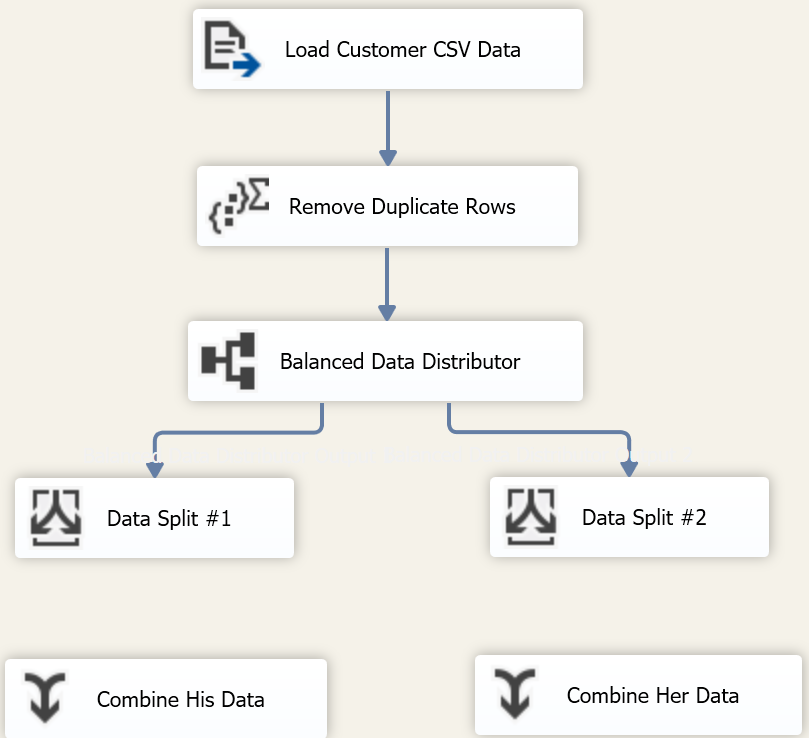 Load Customer CSV Data
Remove Duplicate Rows
Balanced Data Distributor
Data Split #1
Data Split #2
Combine His Data
Combine Her Data